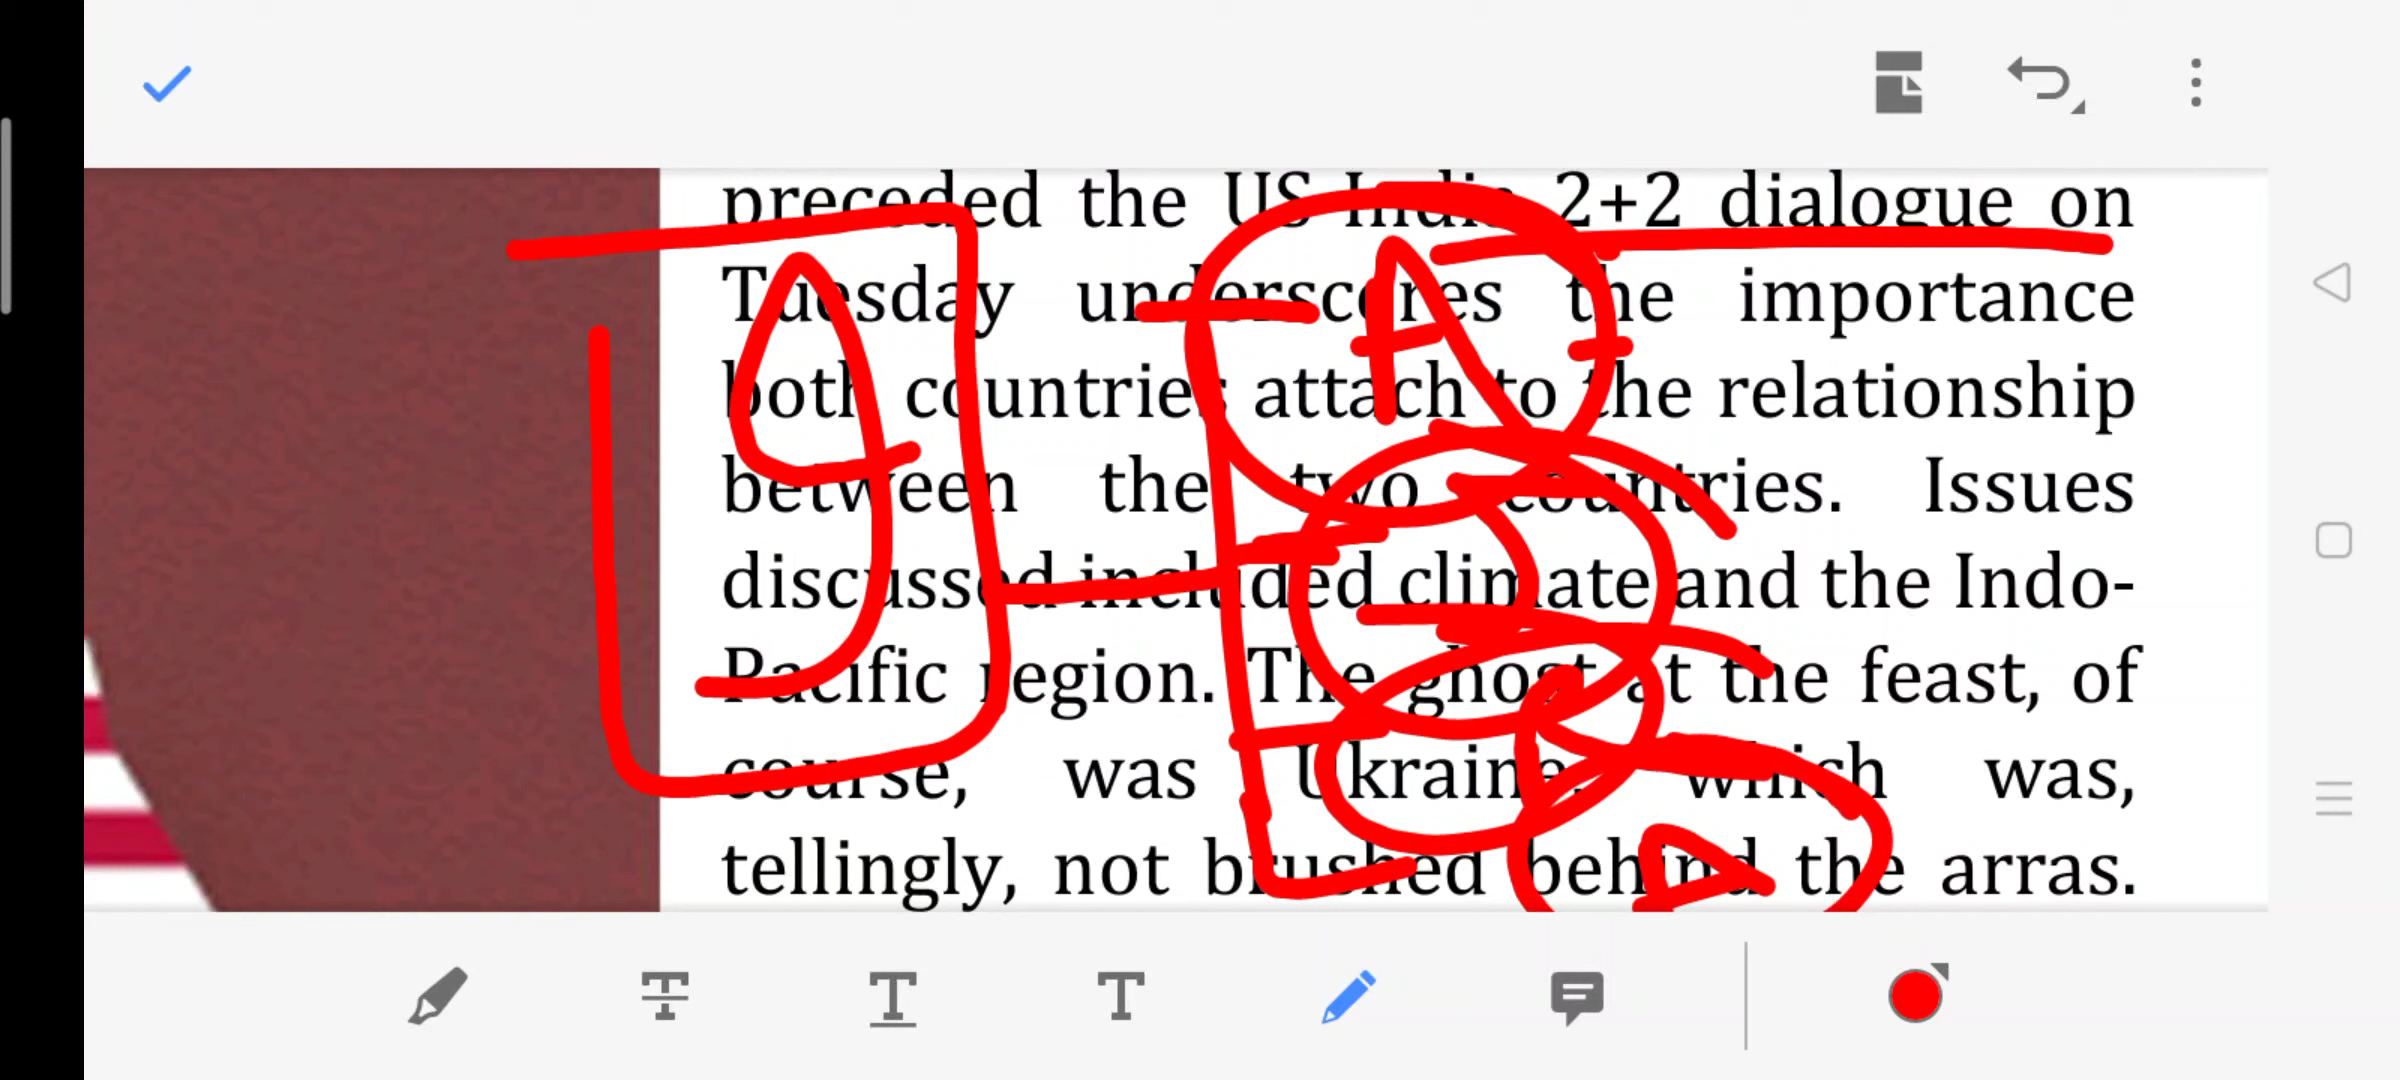 preceded the US India 2+2 dialogue on
Tuesday underscores the importance
both countries attach to the relationship
between the two countries. Issues
discussed included climate and the Indo-
Pacific region. The ghost at the feast, of
course, was Ukraine, which was,
tellingly, not brushed behind the arras.